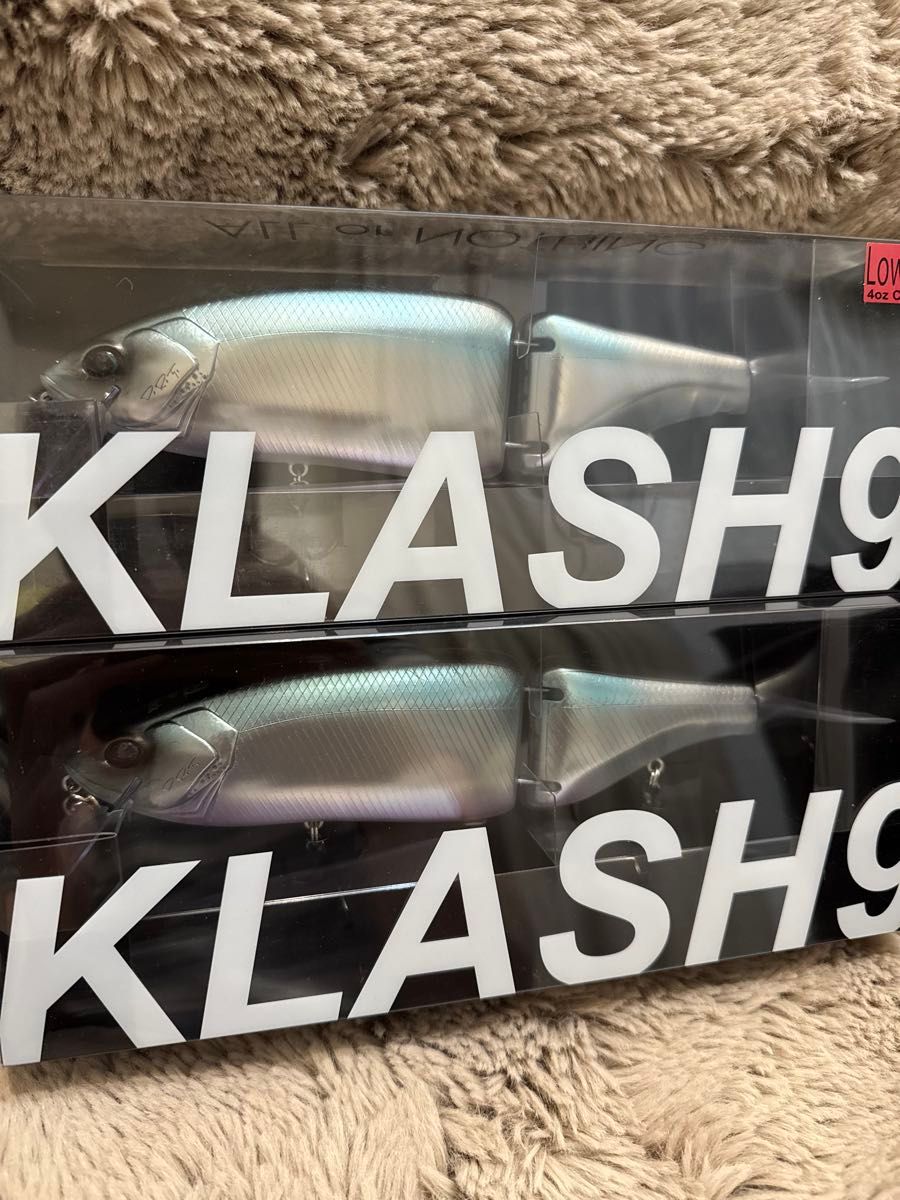 ALL or NOTHING
LOW
4oz C
KLASH9
KLASH9